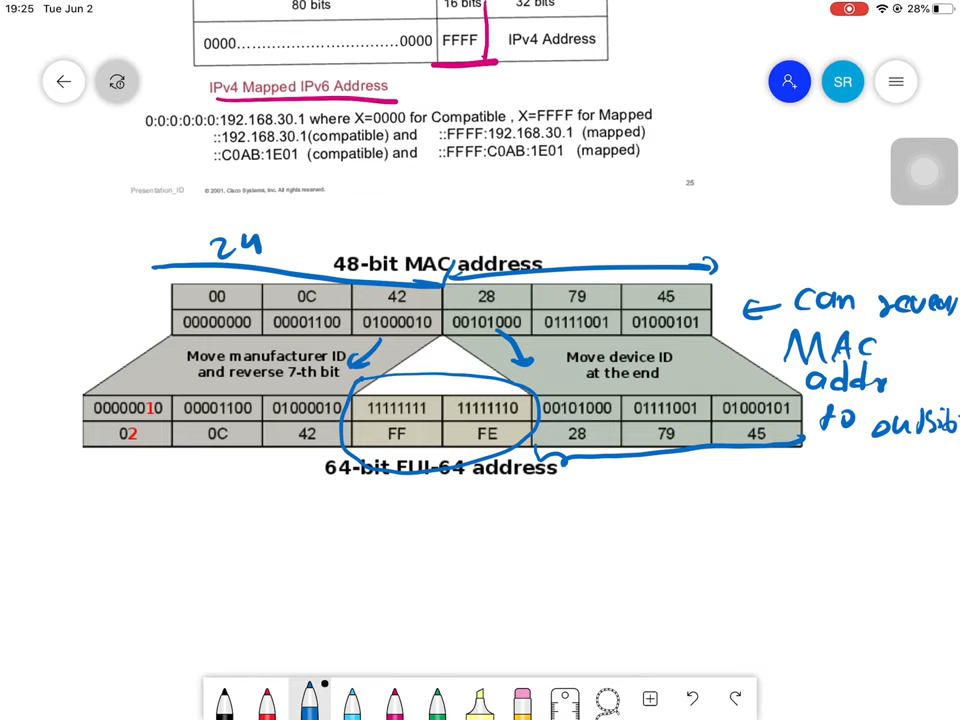 19:25 Tue Jun 2
28%
80 bits 16 bits 32 bits
0000.................................0000 FFFF IPv4 Address
IPv4 Mapped IPv6 Address
SR
0:0:0:0:0:0:192.168.30.1 where X=0000 for Compatible , X=FFFF for Mapped
::192.168.30.1(compatible) and ::FFFF:192.168.30.1 (mapped)
::C0AB:1E01 (compatible) and ::FFFF:C0AB:1E01 (mapped)
Presentation_ID © 2001, Cisco Systems, Inc. All rights reserved. 25
24
48-bit MAC address
00 0C 42 28 79 45
00000000 00001100 01000010 00101000 01111001 01000101
Move manufacturer ID
and reverse 7-th bit
Move device ID
at the end
can
MAC
addr
to
00000010 00001100 01000010 11111111 11111110 00101000 01111001 01000101
02 0C 42 FF FE 28 79 45
64-bit EUI-64 address